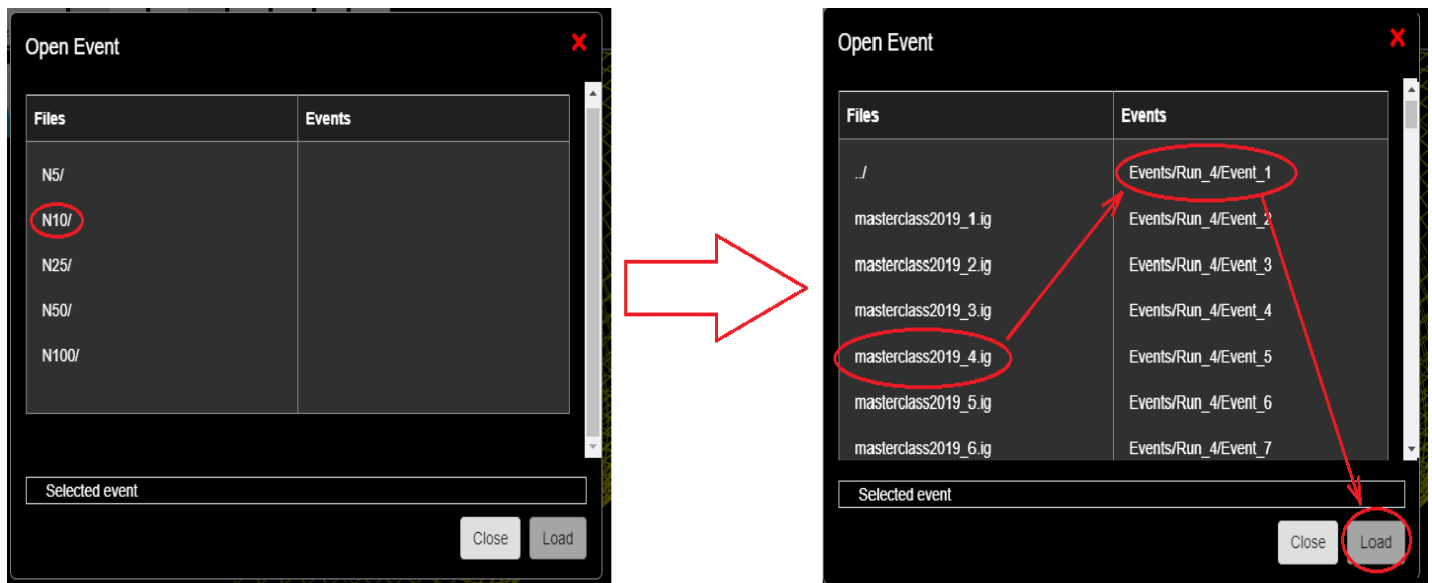 Open Event
X
Files Events
N5/
N10/
N25/
N50/
N100/
Selected event
Close Load
Open Event
X
Files Events
../ Events/Run_4/Event_1
masterclass2019_1.ig Events/Run_4/Event_2
masterclass2019_2.ig Events/Run_4/Event_3
masterclass2019_3.ig Events/Run_4/Event_4
masterclass2019_4.ig Events/Run_4/Event_5
masterclass2019_5.ig Events/Run_4/Event_6
masterclass2019_6.ig Events/Run_4/Event_7
Selected event
Close Load